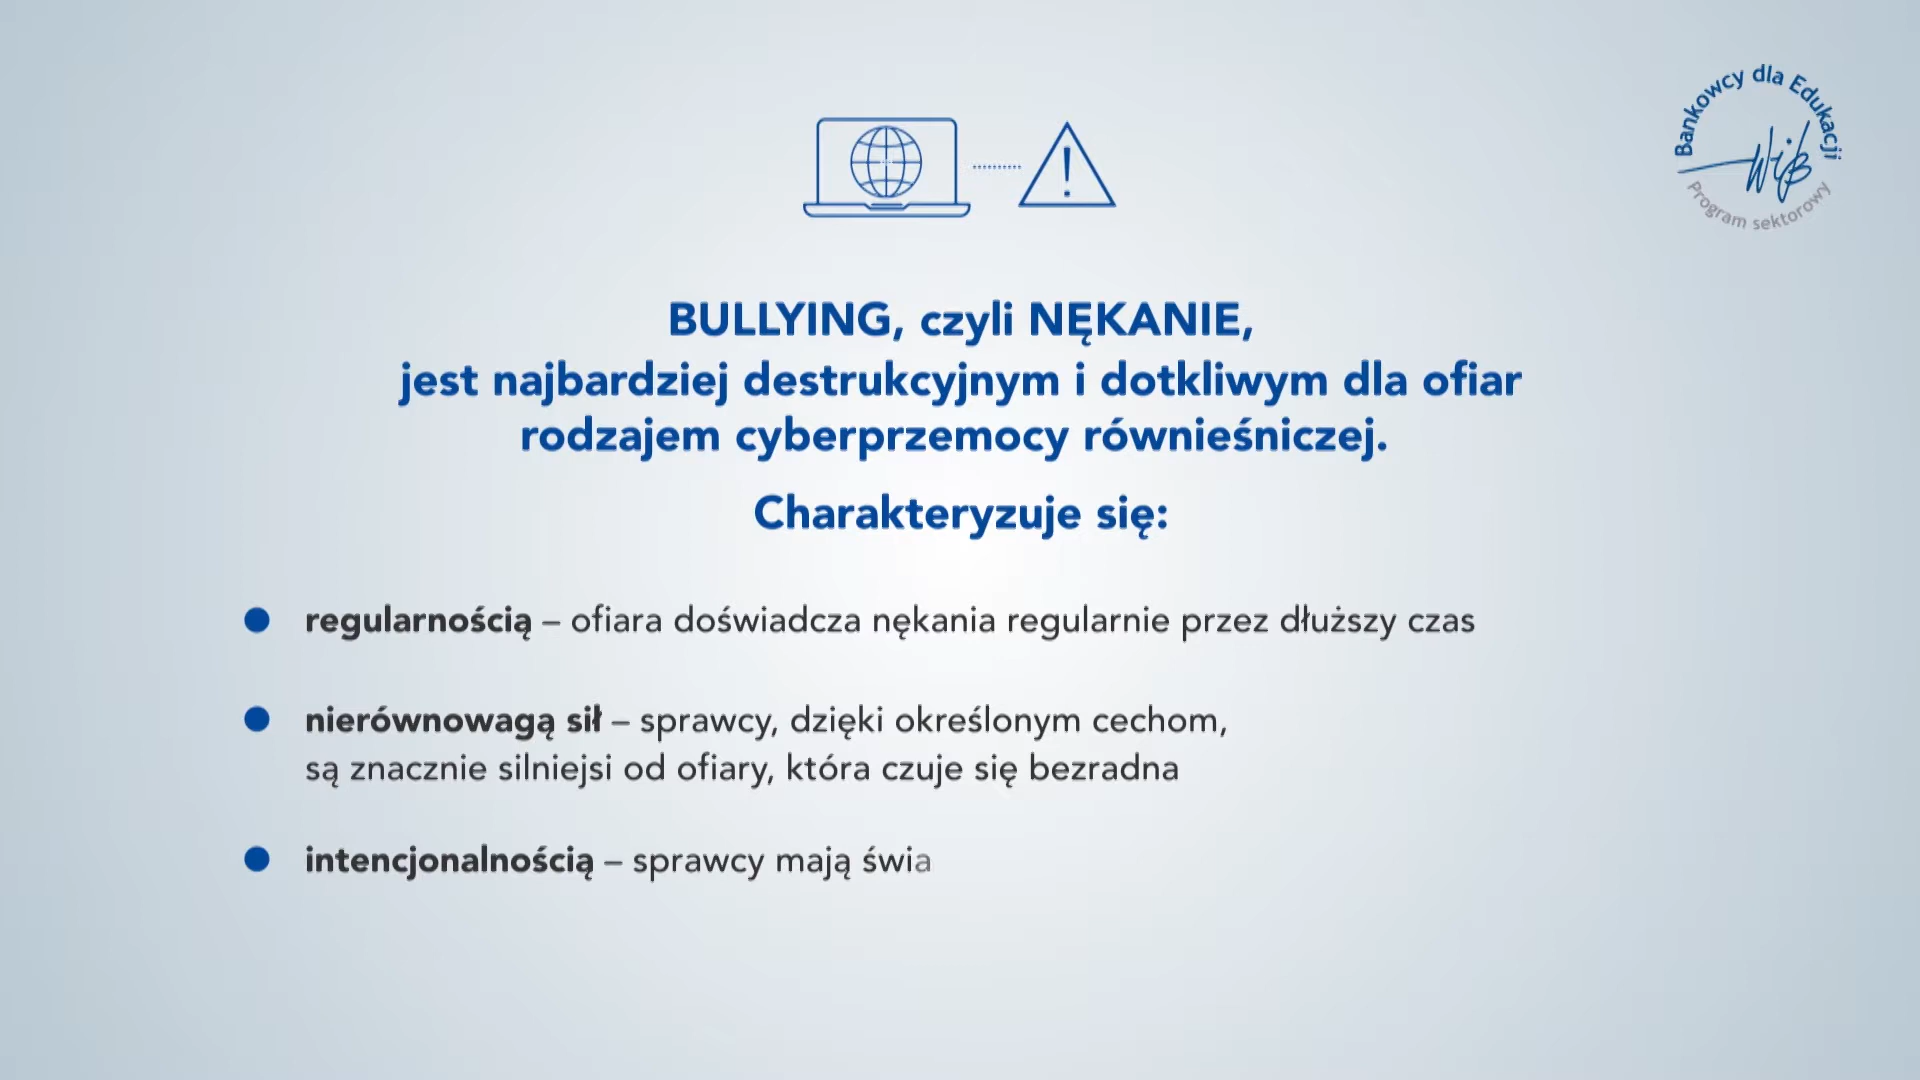 Bankowcy dla Edukacji
WiB
Program sektorowy
BULLYING, czyli NĘKANIE,
jest najbardziej destrukcyjnym i dotkliwym dla ofiar
rodzajem cyberprzemocy równieśniczej.
Charakteryzuje się:
regularnością – ofiara doświadcza nękania regularnie przez dłuższy czas
nierównowagą sił – sprawcy, dzięki określonym cechom,
są znacznie silniejsi od ofiary, która czuje się bezradna
intencjonalnością – sprawcy mają świa